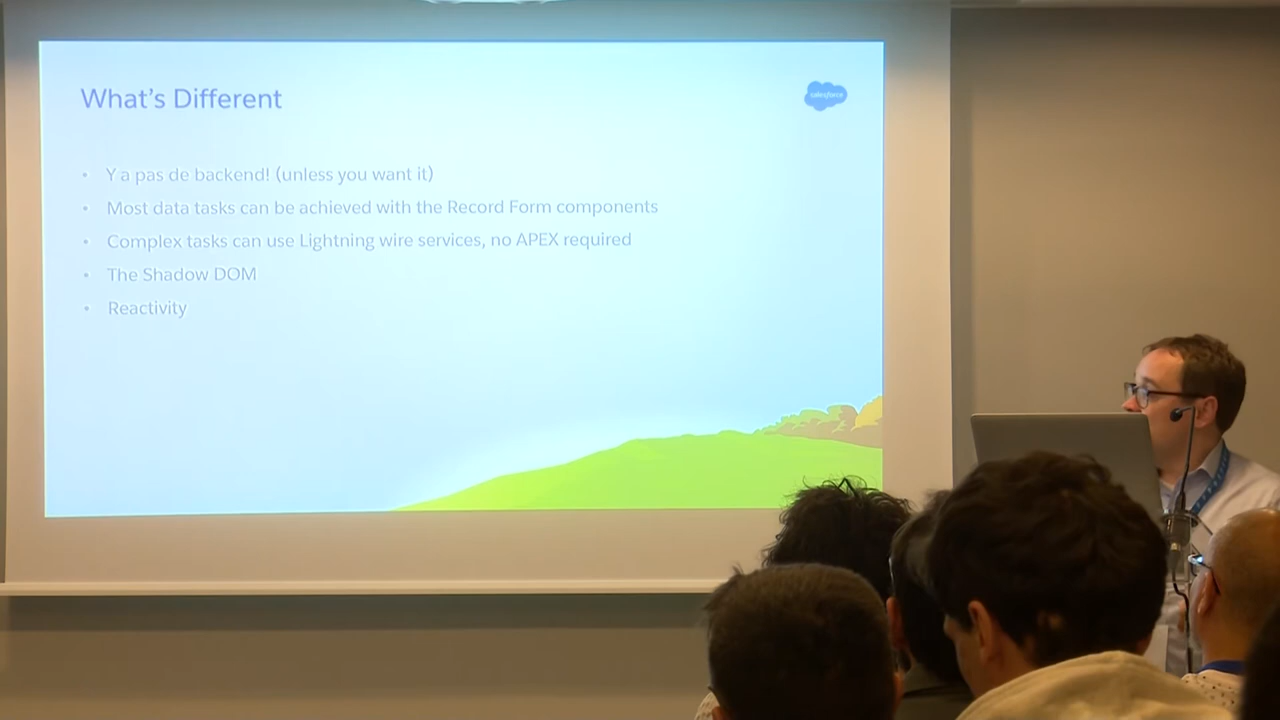 What's Different
salesforce
• Y a pas de backend! (unless you want it)
• Most data tasks can be achieved with the Record Form components
• Complex tasks can use Lightning wire services, no APEX required
• The Shadow DOM
• Reactivity